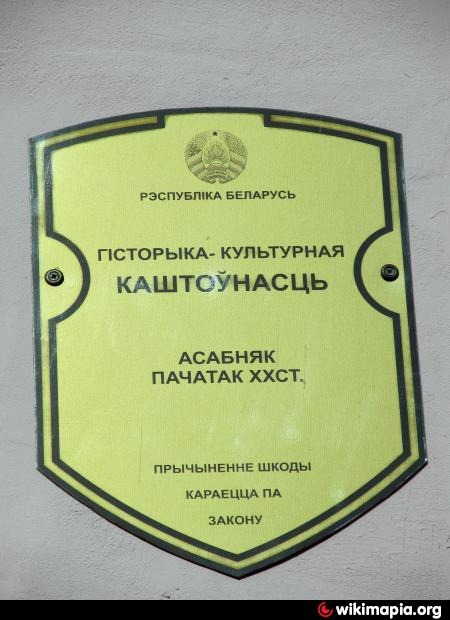 РЭСПУБЛІКА БЕЛАРУСЬ
ГІСТОРЫКА- КУЛЬТУРНАЯ
КАШТОЎНАСЦЬ
АСАБНЯК
ПАЧАТАК ХХСТ.
ПРЫЧЫНЕННЕ ШКОДЫ
КАРАЕЦЦА ПА
ЗАКОНУ
wikimapia.org